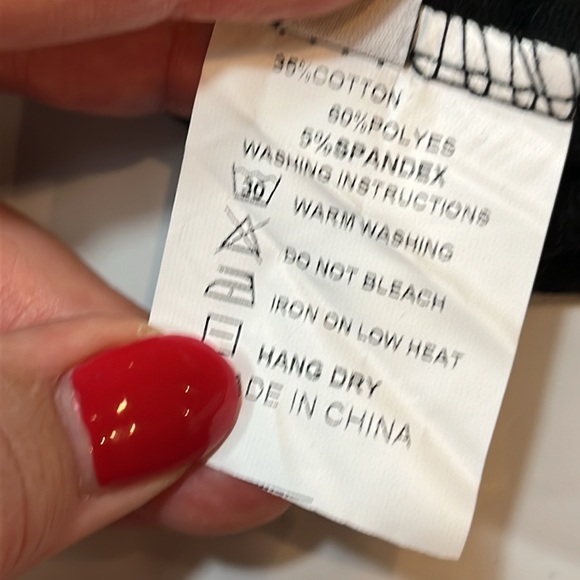 35%COTTON
60%POLYES
5%SPANDEX
WASHING INSTRUCTIONS
30
WARM WASHING
DO NOT BLEACH
IRON ON LOW HEAT
HANG DRY
ADE IN CHINA